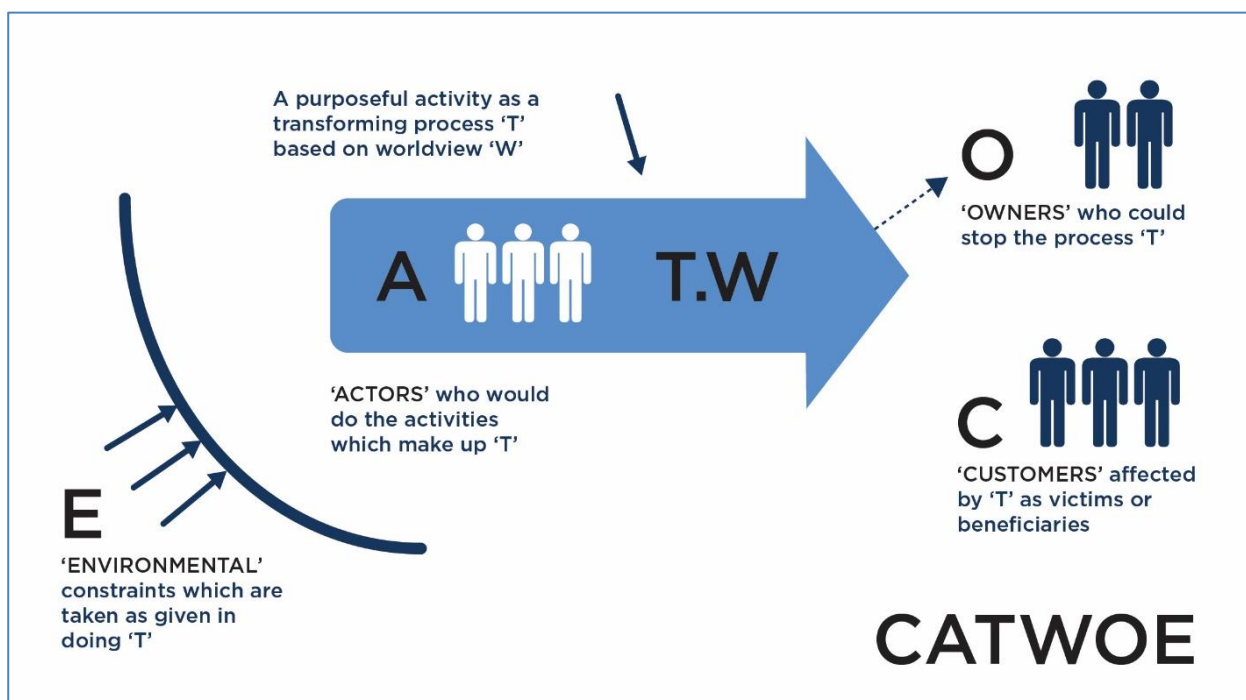 A purposeful activity as a
transforming process ‘T’
based on worldview ‘W’
O
‘OWNERS’ who could
stop the process ‘T’
A
T.W
‘ACTORS’ who would
do the activities
which make up ‘T’
C
‘CUSTOMERS’ affected
by ‘T’ as victims or
beneficiaries
E
‘ENVIRONMENTAL’
constraints which are
taken as given in
doing ‘T’
CATWOE